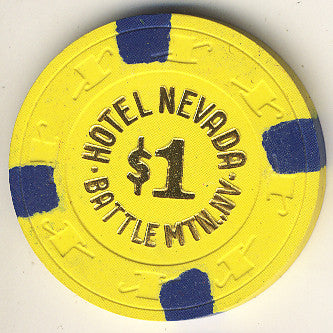 HOTEL NEVADA
$1
BATTLE MTN. NV